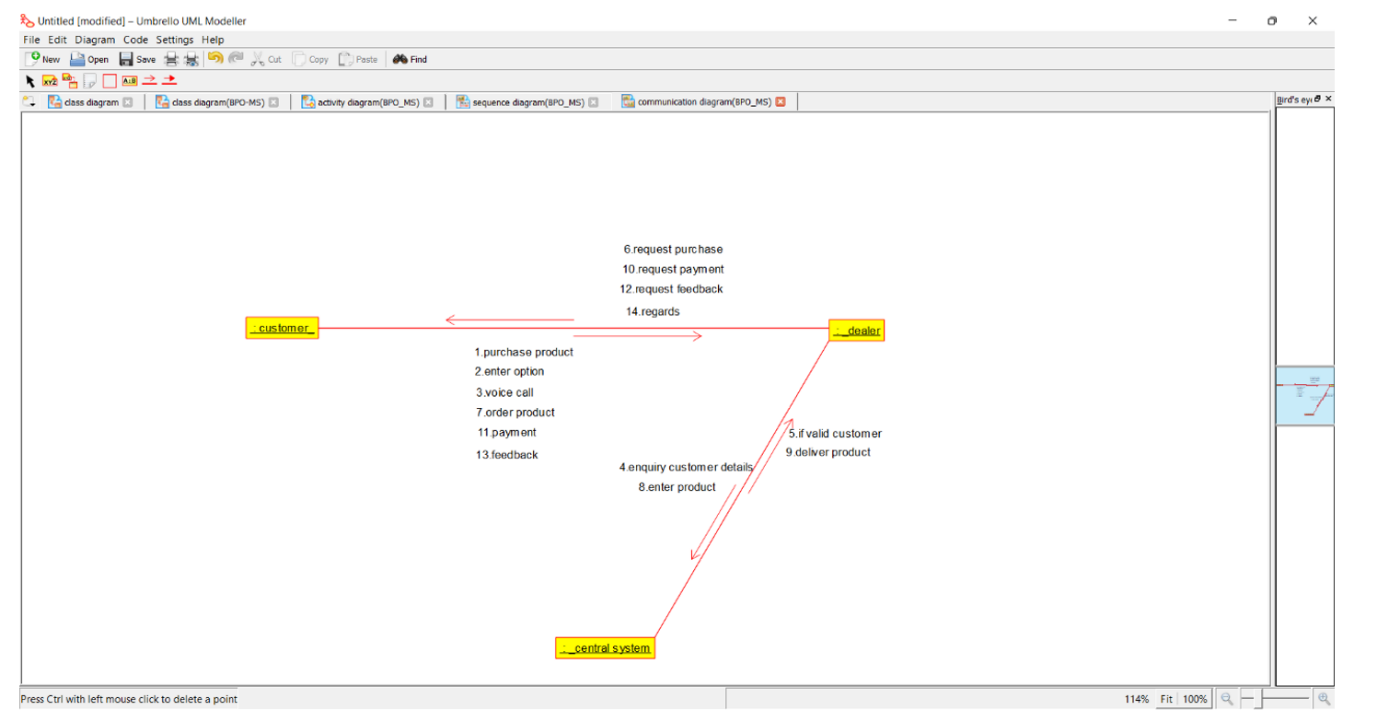 Untitled [modified] – Umbrello UML Modeller
File Edit Diagram Code Settings Help
New Open Save Cut Copy Paste Find
class diagram class diagram(BPO-MS) activity diagram(BPO_MS) sequence diagram(BPO_MS) communication diagram(BPO_MS) Bird's eye
6.request purchase
10.request payment
12.request feedback
14.regards
: customer_
:_dealer
1.purchase product
2.enter option
3.voice call
7.order product
11.payment
13.feedback
5.if valid customer
9.deliver product
4.enquiry customer details
8.enter product
:_central system
Press Ctrl with left mouse click to delete a point 114% Fit 100%